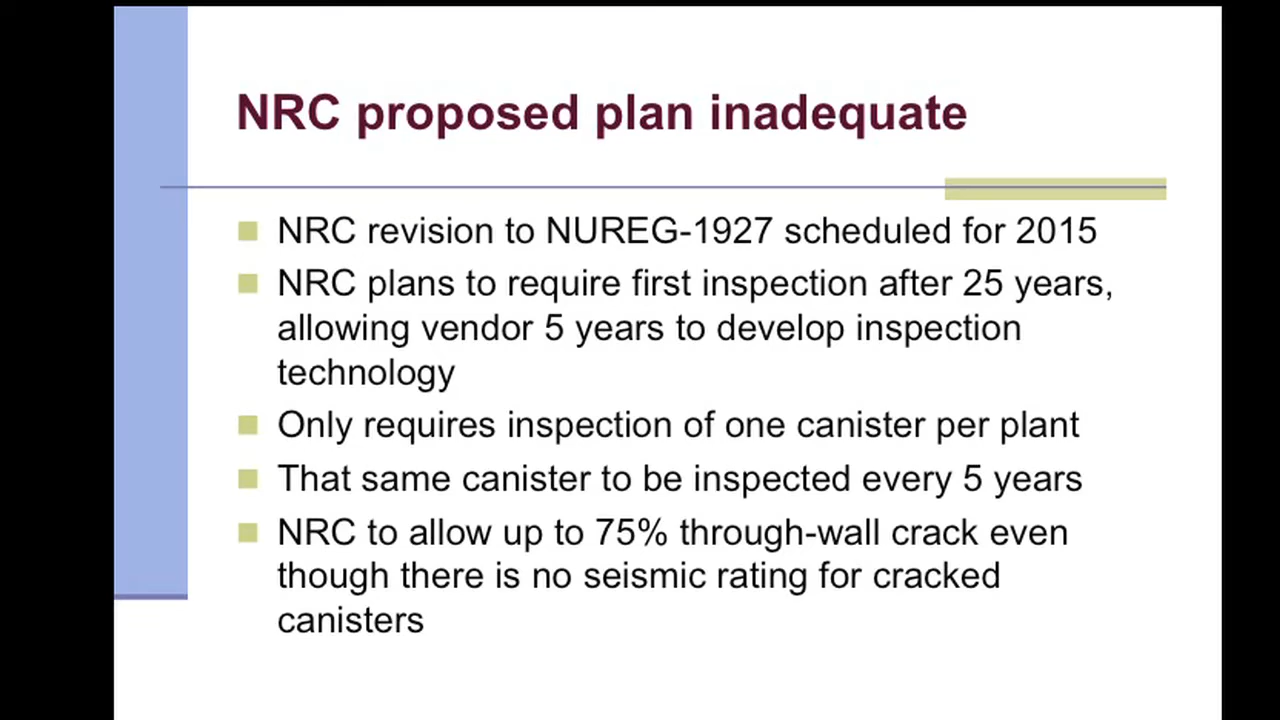 NRC proposed plan inadequate
NRC revision to NUREG-1927 scheduled for 2015
NRC plans to require first inspection after 25 years,
allowing vendor 5 years to develop inspection
technology
Only requires inspection of one canister per plant
That same canister to be inspected every 5 years
NRC to allow up to 75% through-wall crack even
though there is no seismic rating for cracked
canisters